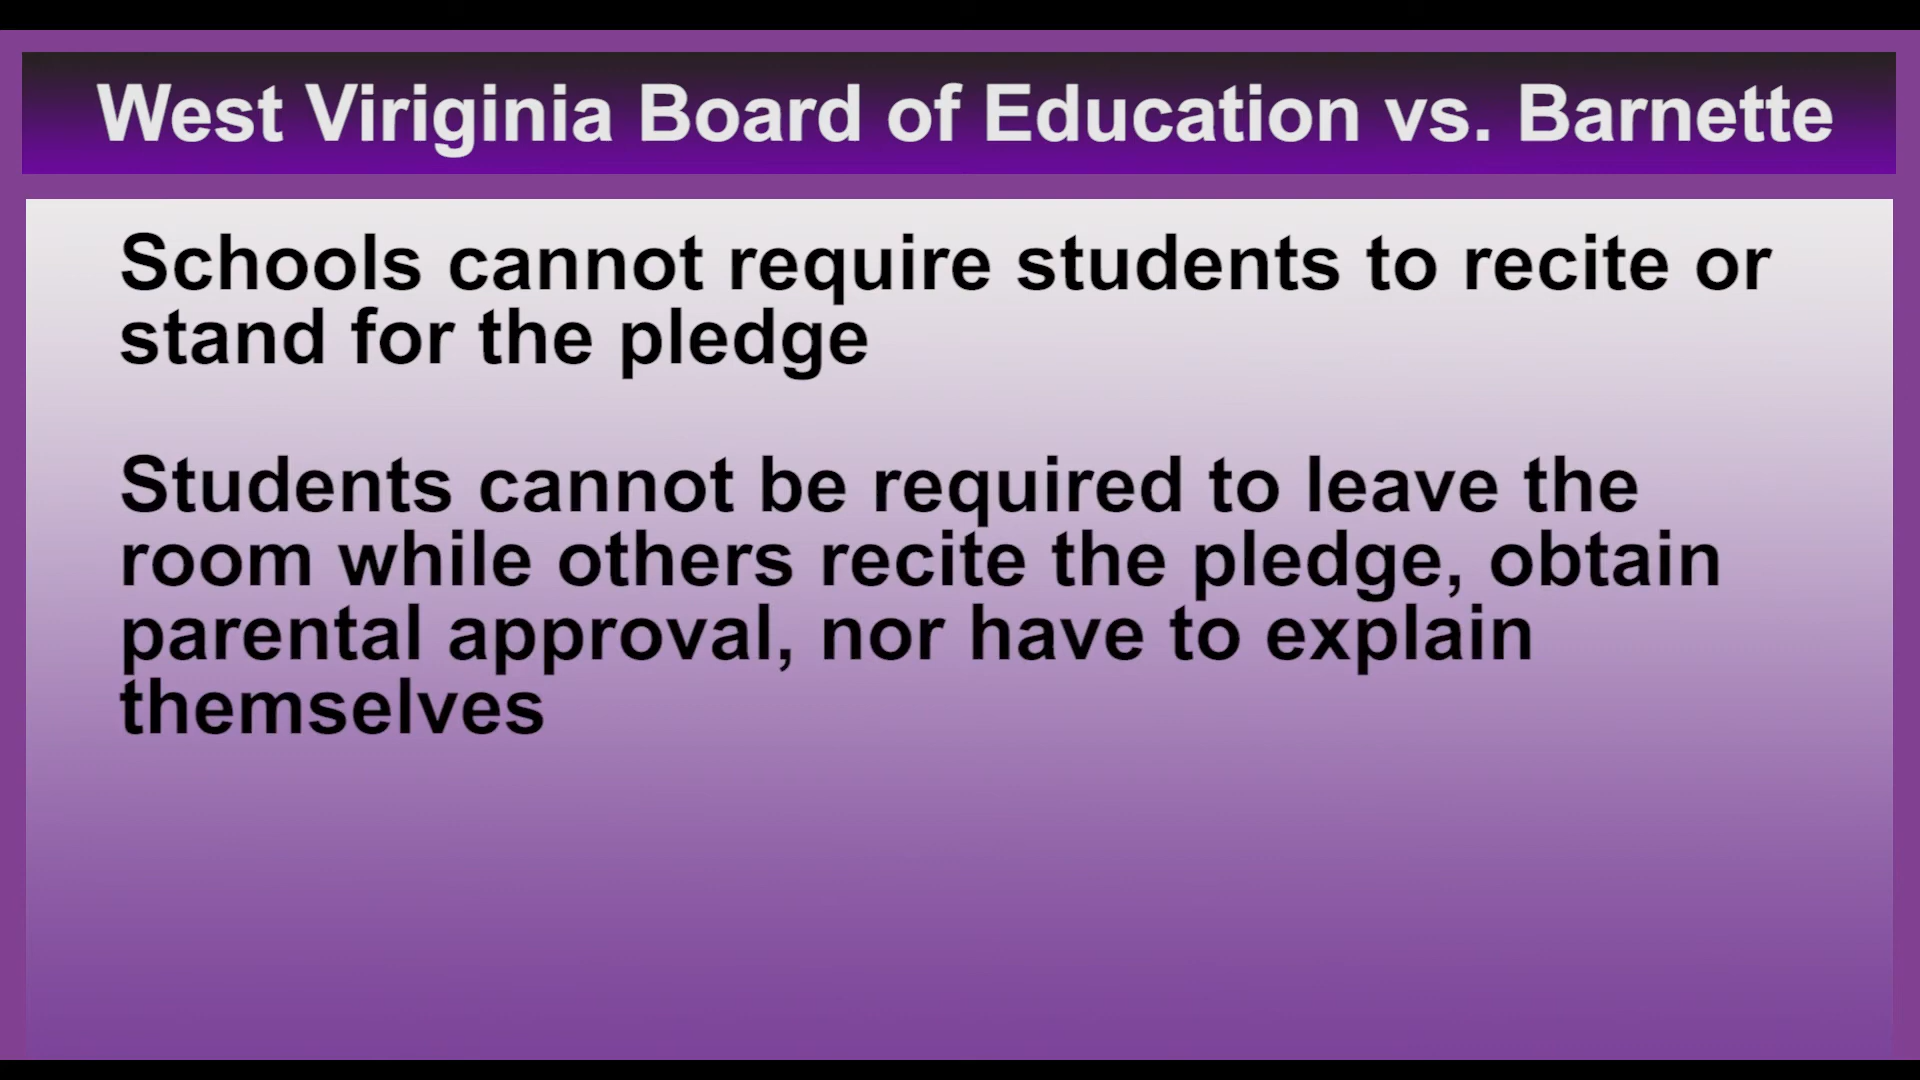 West Viriginia Board of Education vs. Barnette
Schools cannot require students to recite or
stand for the pledge
Students cannot be required to leave the
room while others recite the pledge, obtain
parental approval, nor have to explain
themselves